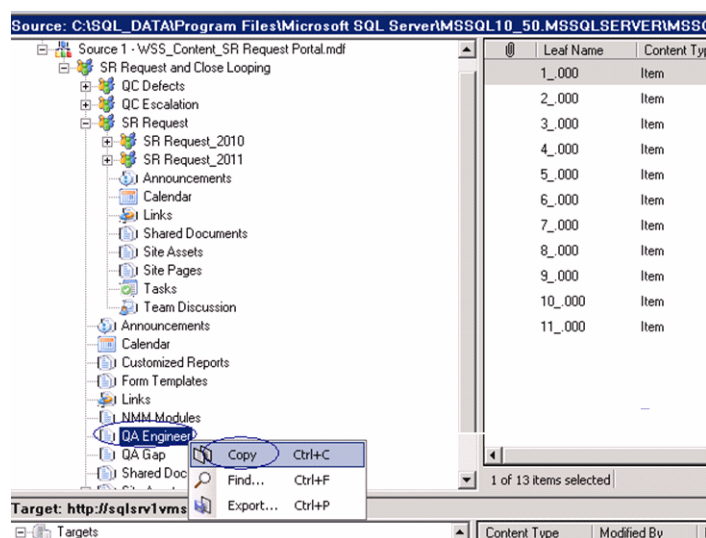 Source: C:\SQL_DATA\Program Files\Microsoft SQL Server\MSSQL10_50.MSSQLSERVER\MSSQ
Source 1 - WSS_Content_SR Request Portal.mdf
SR Request and Close Looping
QC Defects
QC Escalation
SR Request
SR Request_2010
SR Request_2011
Announcements
Calendar
Links
Shared Documents
Site Assets
Site Pages
Tasks
Team Discussion
Announcements
Calendar
Customized Reports
Form Templates
Links
NMM Modules
QA Engineer
QA Gap
Shared Doc
Copy Ctrl+C
Find... Ctrl+F
Export... Ctrl+P
Leaf Name Content Typ
1_.000 Item
2_.000 Item
3_.000 Item
4_.000 Item
5_.000 Item
6_.000 Item
7_.000 Item
8_.000 Item
9_.000 Item
10_.000 Item
11_.000 Item
1 of 13 items selected
Target: http://sqlsrv1vms
Targets
Content Type Modified By